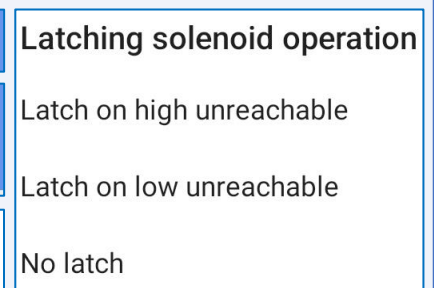 Latching solenoid operation
Latch on high unreachable
Latch on low unreachable
No latch